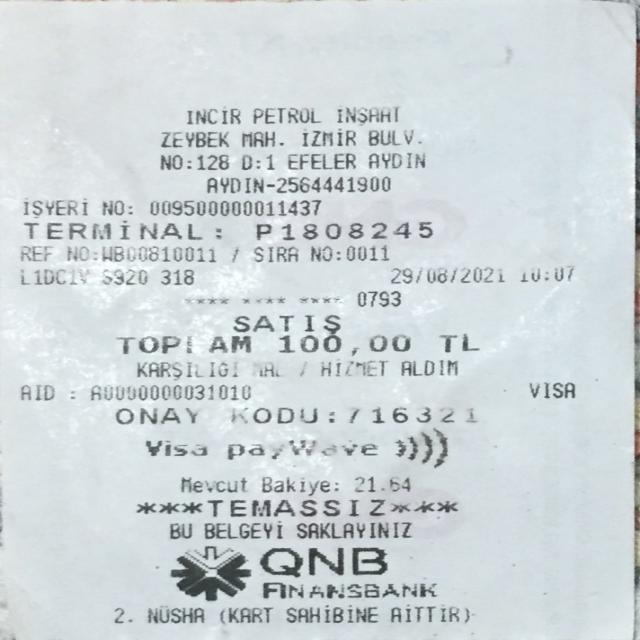 INCİR PETROL İNŞAAT
ZEYBEK MAH. İZMİR BULV.
NO:128 D:1 EFELER AYDIN
AYDIN-2564441900
İŞYERİ NO: 009500000011437
TERMİNAL: P1808245
REF NO:WB00810011 / SIRA NO:0011
L1DC1V S920 318 29/08/2021 10:07
**** **** **** 0793
SATIŞ
TOPLAM 100,00 TL
KARŞILIĞI MAL / HİZMET ALDIM
AID : A0000000031010 VISA
ONAY KODU:716321
Visa payWave ))))
Mevcut Bakiye: 21.64
***TEMASSIZ***
BU BELGEYİ SAKLAYINIZ
QNB
FINANSBANK
2. NÜSHA (KART SAHİBİNE AİTTİR)